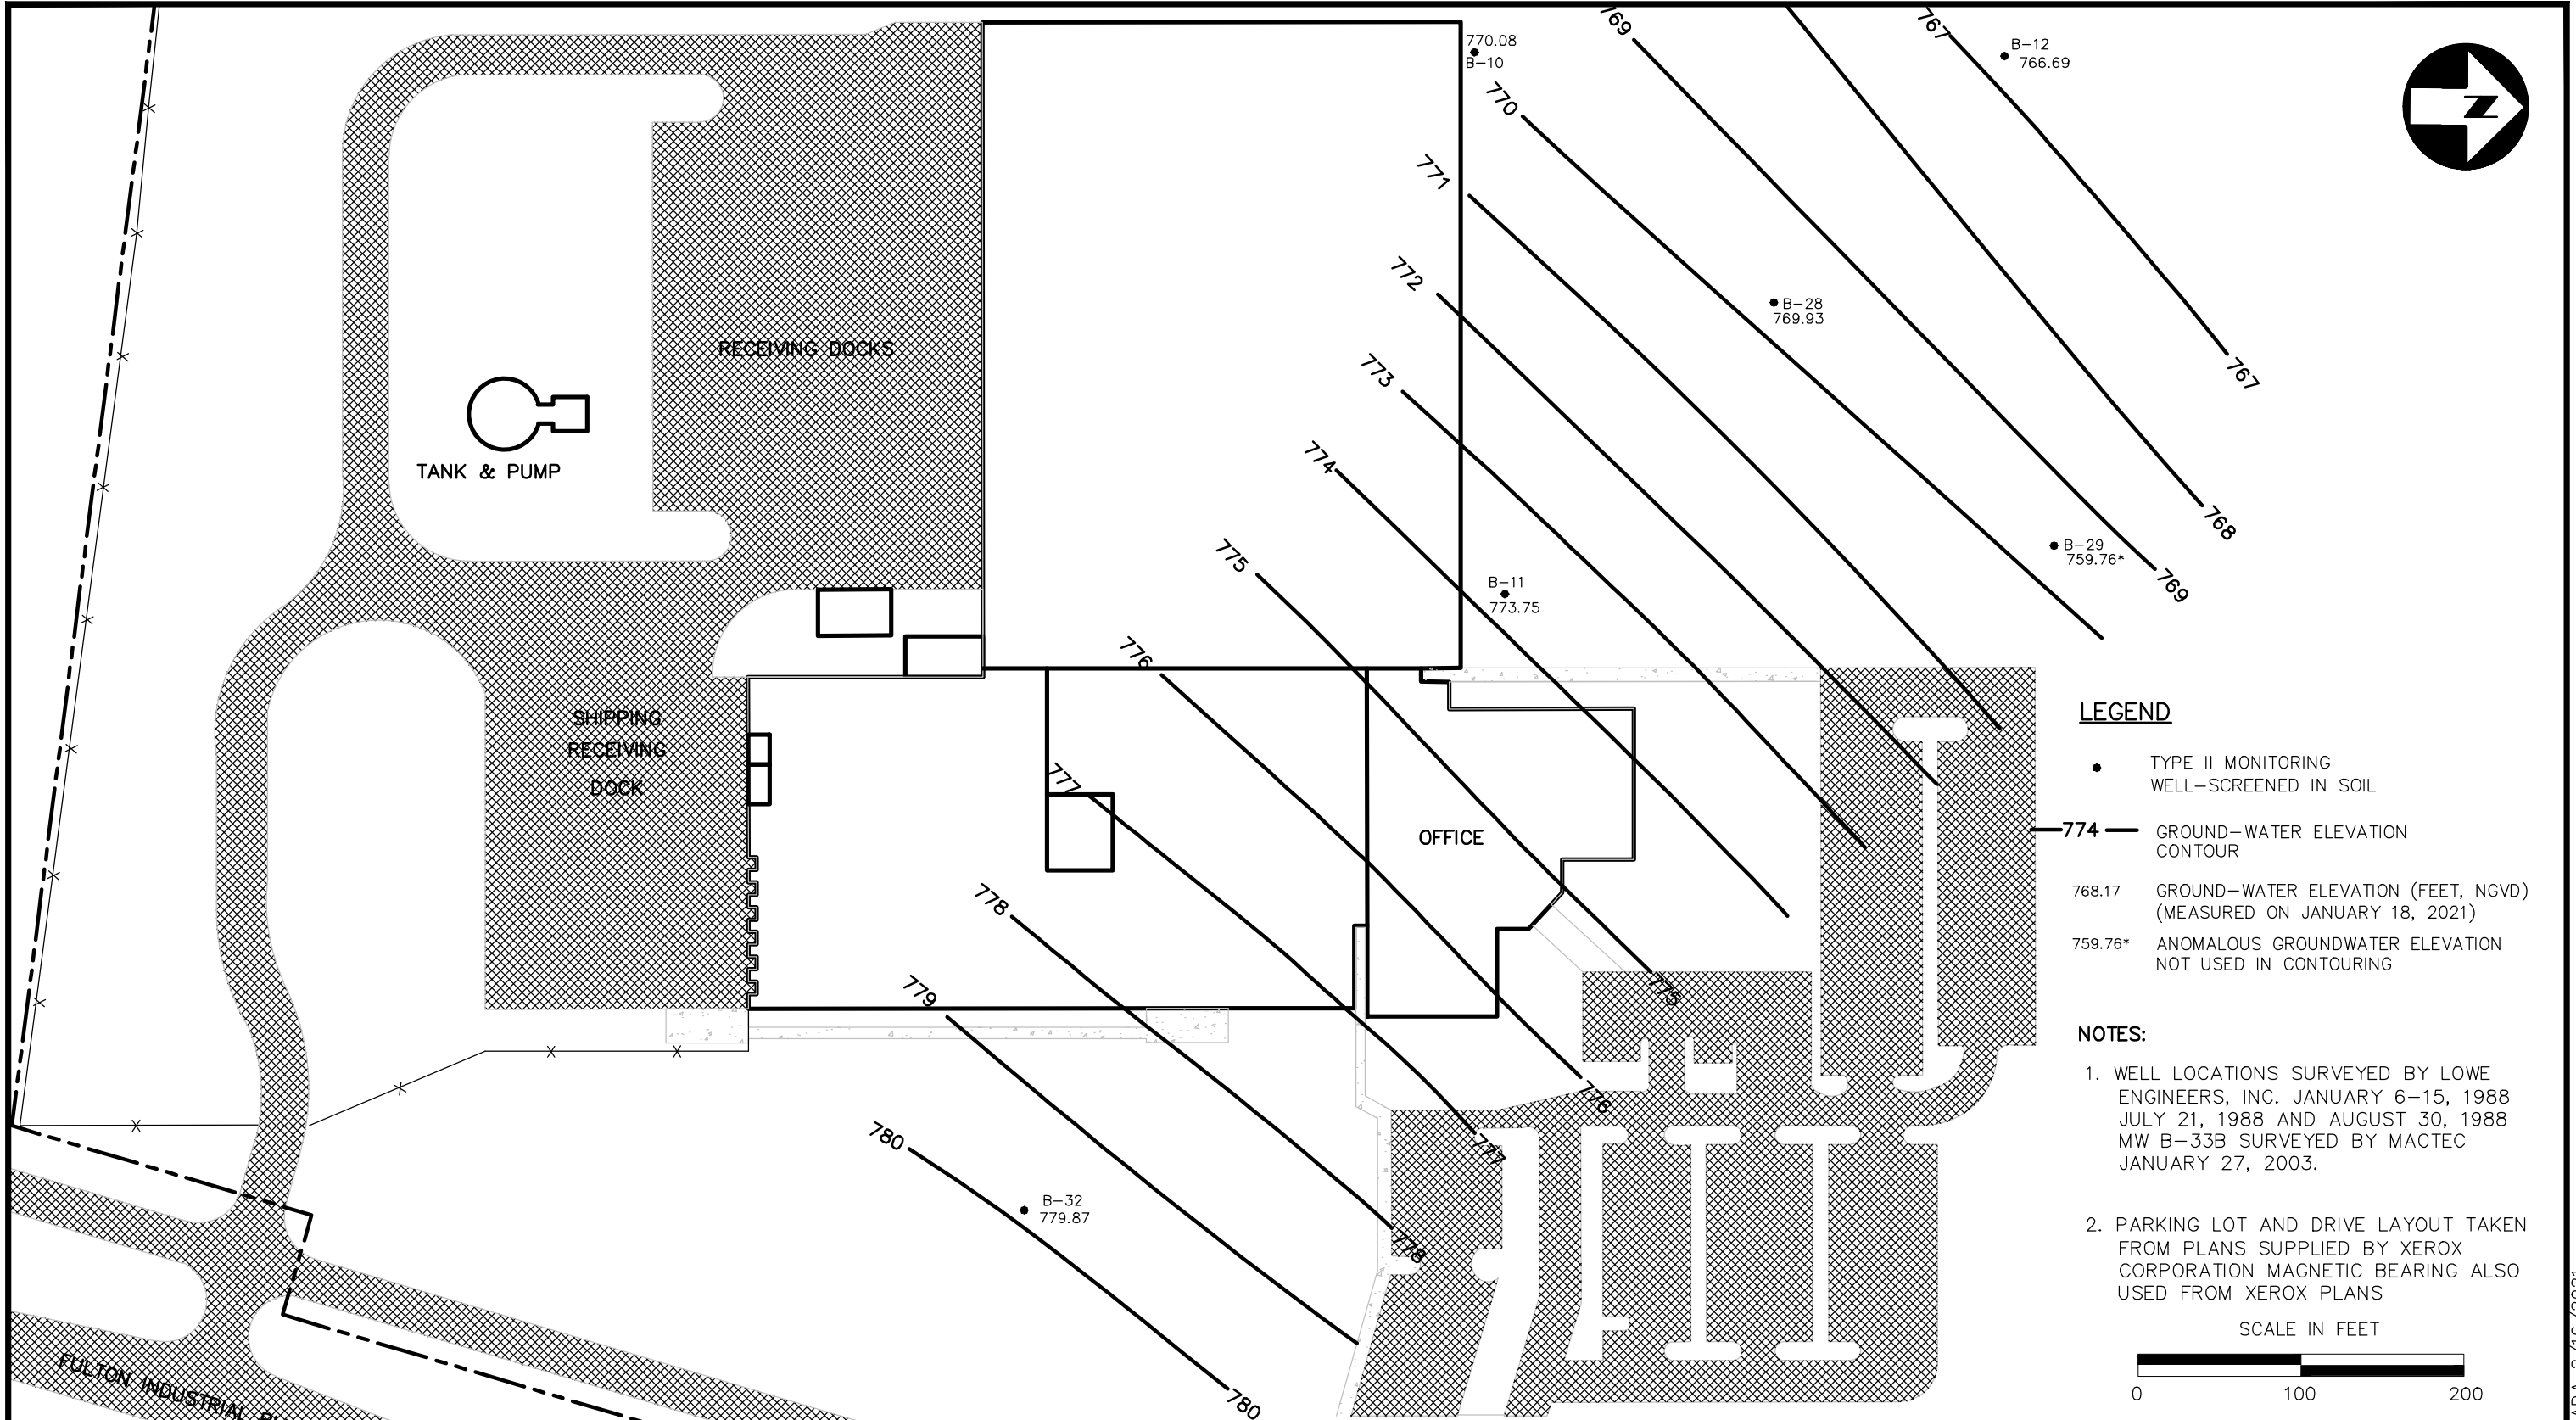 769
767
770.08
B-10
B-12
766.69
N
770
771
772
B-28
769.93
RECEIVING DOCKS
773
767
TANK & PUMP
774
768
775
B-29
759.76*
B-11
773.75
769
776
SHIPPING
RECEIVING
DOCK
777
OFFICE
778
779
775
776
780
777
B-32
779.87
778
780
FULTON INDUSTRIAL
LEGEND
TYPE II MONITORING
WELL-SCREENED IN SOIL
774
GROUND-WATER ELEVATION
CONTOUR
768.17
GROUND-WATER ELEVATION (FEET, NGVD)
(MEASURED ON JANUARY 18, 2021)
759.76*
ANOMALOUS GROUNDWATER ELEVATION
NOT USED IN CONTOURING
NOTES:
1. WELL LOCATIONS SURVEYED BY LOWE
ENGINEERS, INC. JANUARY 6-15, 1988
JULY 21, 1988 AND AUGUST 30, 1988
MW B-33B SURVEYED BY MACTEC
JANUARY 27, 2003.
2. PARKING LOT AND DRIVE LAYOUT TAKEN
FROM PLANS SUPPLIED BY XEROX
CORPORATION MAGNETIC BEARING ALSO
USED FROM XEROX PLANS
SCALE IN FEET
0 100 200